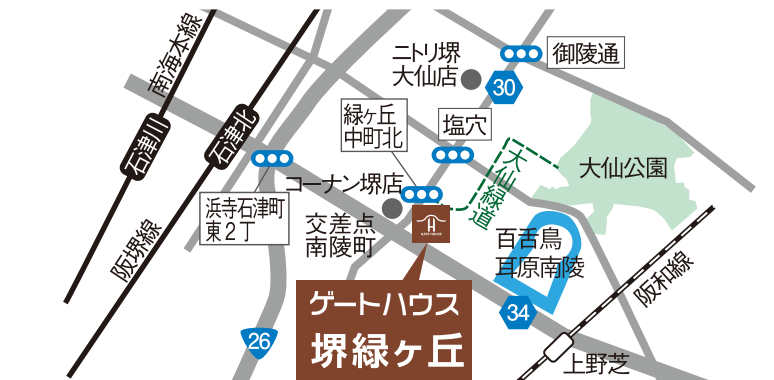 南海本線
石津川
石津北
阪堺線
ニトリ堺
大仙店
30
御陵通
緑ヶ丘
中町北
塩穴
大仙公園
大仙緑道
浜寺石津町
東2丁
コーナン堺店
交差点
南陵町
百舌鳥
耳原南陵
阪和線
ゲートハウス
堺緑ヶ丘
26
34
上野芝